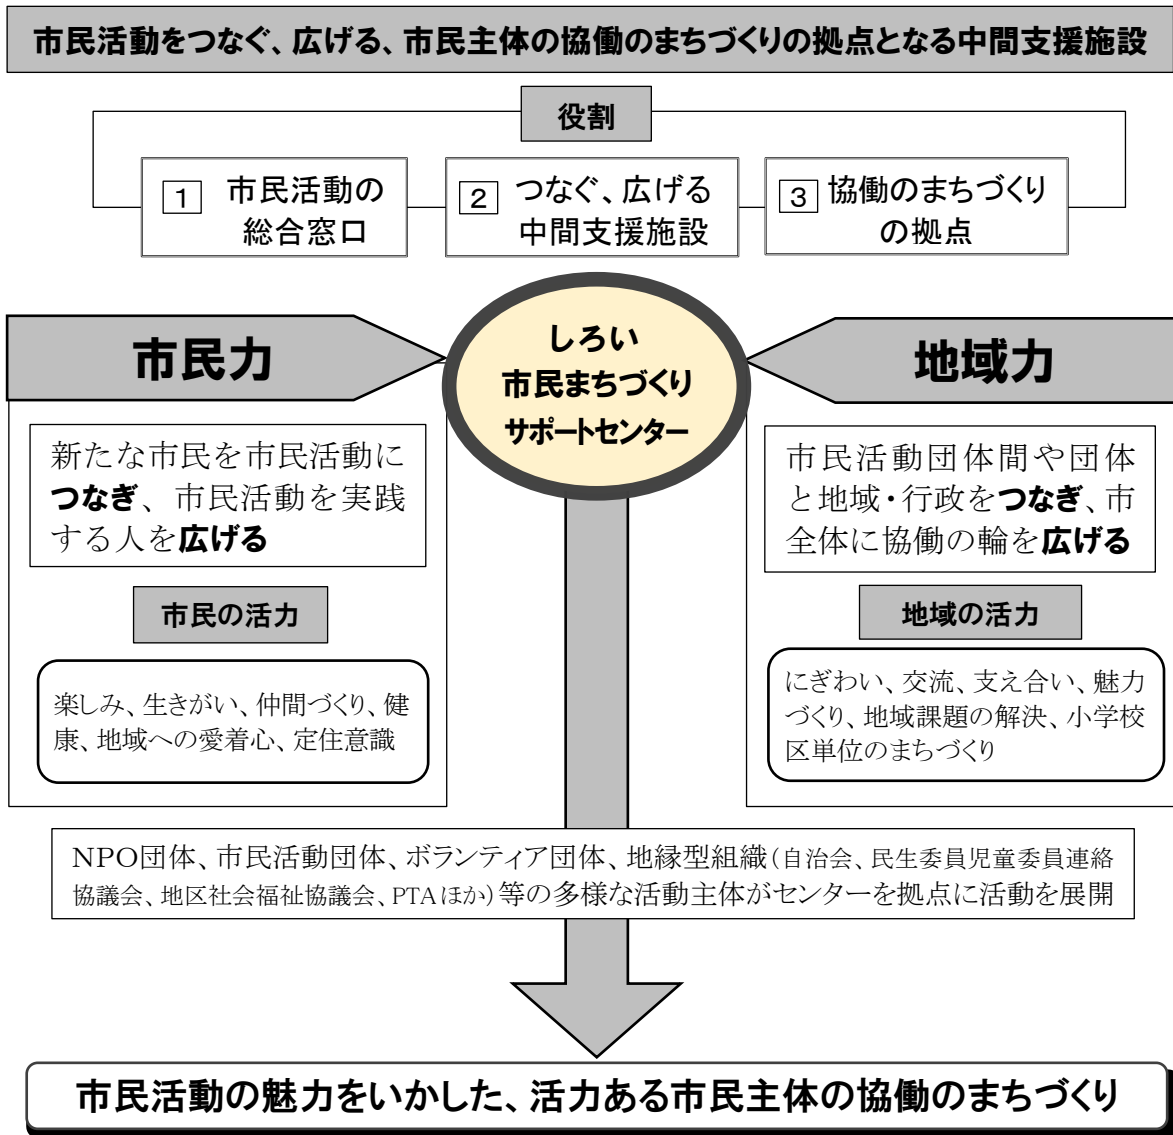 市民活動をつなぐ、広げる、市民主体の協働のまちづくりの拠点となる中間支援施設
役割
1 市民活動の
総合窓口
2 つなぐ、広げる
中間支援施設
3 協働のまちづくり
の拠点
しろい
市民まちづくり
サポートセンター
市民力
新たな市民を市民活動に
つなぎ、市民活動を実践
する人を広げる
市民の活力
楽しみ、生きがい、仲間づくり、健
康、地域への愛着心、定住意識
地域力
市民活動団体間や団体
と地域・行政をつなぎ、市
全体に協働の輪を広げる
地域の活力
にぎわい、交流、支え合い、魅力
づくり、地域課題の解決、小学校
区単位のまちづくり
NPO団体、市民活動団体、ボランティア団体、地縁型組織(自治会、民生委員児童委員連絡
協議会、地区社会福祉協議会、PTAほか)等の多様な活動主体がセンターを拠点に活動を展開
市民活動の魅力をいかした、活力ある市民主体の協働のまちづくり